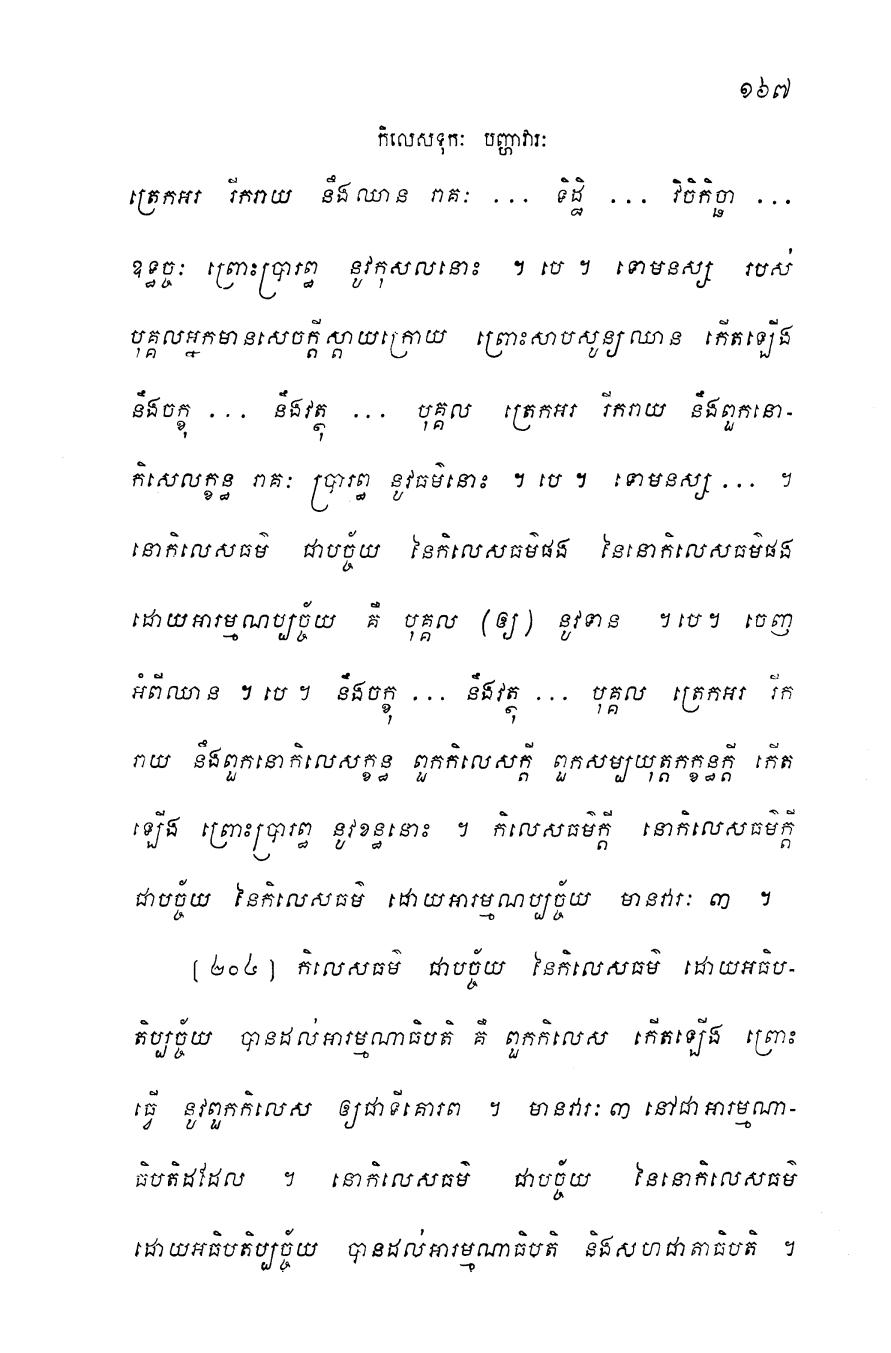 ១៦៧
កិលេសទុកៈ បញ្ហាវារៈ
ត្រេកអរ រីករាយ នឹងឈាន រាគៈ ... ទិដ្ឋិ ... វិចិកិច្ឆា ...
ឧទ្ធច្ចៈ ព្រោះប្រារឰ នូវកុសលនោះ ។ បេ ។ ទោមនស្ស របស់
បុគ្គលអ្នកមានសេចក្តីស្តាយក្រោយ ព្រោះសាបសូន្យឈាន កើតឡើង
នឹងចក្ខុ ... នឹងវត្ថុ ... បុគ្គល ត្រេកអរ រីករាយ នឹងពួកនោ-
កិសេលក្ខន្ធ រាគៈ ប្រារព្ធ នូវធម៌នោះ ។ បេ ។ ទោមនស្ស ... ។
នោកិលេសធម៌ ជាបច្ច័យ នៃកិលេសធម៌ផង នៃនោកិលេសធម៌ផង
ដោយអារម្មណប្បច្ច័យ គឺ បុគ្គល (ឲ្យ) នូវទាន ។ បេ ។ ចេញ
អំពីឈាន ។ បេ ។ នឹងចក្ខុ ... នឹងវត្ថុ ... បុគ្គល ត្រេកអរ រីក
រាយ នឹងពួកនោកិលេសក្ខន្ធ ពួកកិលេសក្តី ពួកសម្បយុត្តកក្ខន្ធក្តី កើត
ឡើង ព្រោះប្រារព្ធ នូវខន្ធនោះ ។ កិលេសធម៌ក្តី នោកិលេសធម៌ក្តី
ជាបច្ច័យ នៃកិលេសធម៌ ដោយអារម្មណប្បច្ច័យ មានវារៈ ៣ ។
[២០៤] កិលេសធម៌ ជាបច្ច័យ នៃកិលេសធម៌ ដោយអធិប-
តិប្បច្ច័យ បានដល់អារម្មណាធិបតិ គឺ ពួកកិលេស កើតឡើង ព្រោះ
ធ្វើ នូវពួកកិលេស ឲ្យជាទីគោរព ។ មានវារៈ ៣ នៅជាអារម្មណា-
ធិបតិដដែល ។ នោកិលេសធម៌ ជាបច្ច័យ នៃនោកិលេសធម៌
ដោយអធិបតិប្បច្ច័យ បានដល់អារម្មណាធិបតិ និងសហជាតាធិបតិ ។